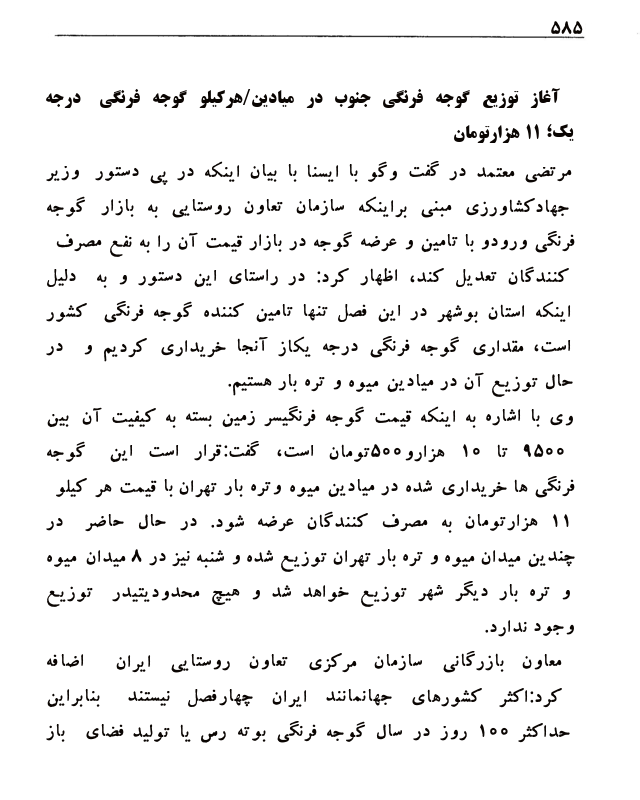 ۵۸۵
آغاز توزیع گوجه فرنگی جنوب در میادین/هرکیلو گوجه فرنگی درجه
یک؛ ۱۱ هزارتومان
مرتضی معتمد در گفت وگو با ایسنا با بیان اینکه در پی دستور وزیر
جهادکشاورزی مبنی براینکه سازمان تعاون روستایی به بازار گوجه
فرنگی ورودو با تامین و عرضه گوجه در بازار قیمت آن را به نفع مصرف
کنندگان تعدیل کند، اظهار کرد: در راستای این دستور و به دلیل
اینکه استان بوشهر در این فصل تنها تامین کننده گوجه فرنگی کشور
است، مقداری گوجه فرنگی درجه یکاز آنجا خریداری کردیم و در
حال توزیع آن در میادین میوه و تره بار هستیم.
وی با اشاره به اینکه قیمت گوجه فرنگیسر زمین بسته به کیفیت آن بین
۹۵۰۰ تا ۱۰ هزارو۵۰۰تومان است، گفت:قرار است این گوجه
فرنگی ها خریداری شده در میادین میوه وتره بار تهران با قیمت هر کیلو
۱۱ هزارتومان به مصرف کنندگان عرضه شود. در حال حاضر در
چندین میدان میوه و تره بار تهران توزیع شده و شنبه نیز در ۸ میدان میوه
و تره بار دیگر شهر توزیع خواهد شد و هیچ محدودیتیدر توزیع
وجود ندارد.
معاون بازرگانی سازمان مرکزی تعاون روستایی ایران اضافه
کرد:اکثر کشورهای جهانمانند ایران چهارفصل نیستند بنابراین
حداکثر ۱۰۰ روز در سال گوجه فرنگی بوته رس یا تولید فضای باز